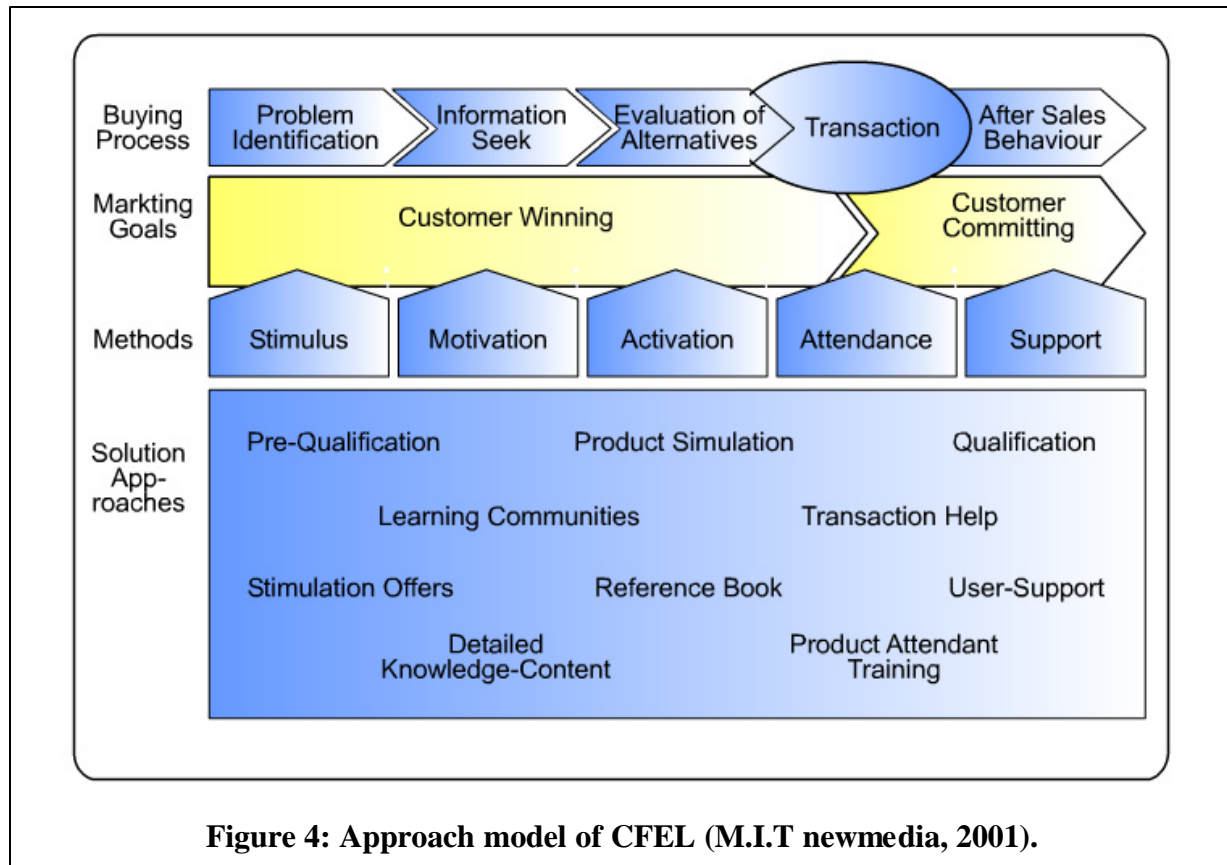 Buying
Process
Problem
Identification
Information
Seek
Evaluation of
Alternatives
Transaction
After Sales
Behaviour
Markting
Goals
Customer Winning
Customer
Committing
Methods
Stimulus
Motivation
Activation
Attendance
Support
Solution
App-
roaches
Pre-Qualification
Product Simulation
Qualification
Learning Communities
Transaction Help
Stimulation Offers
Reference Book
User-Support
Detailed
Knowledge-Content
Product Attendant
Training
Figure 4: Approach model of CFEL (M.I.T newmedia, 2001).